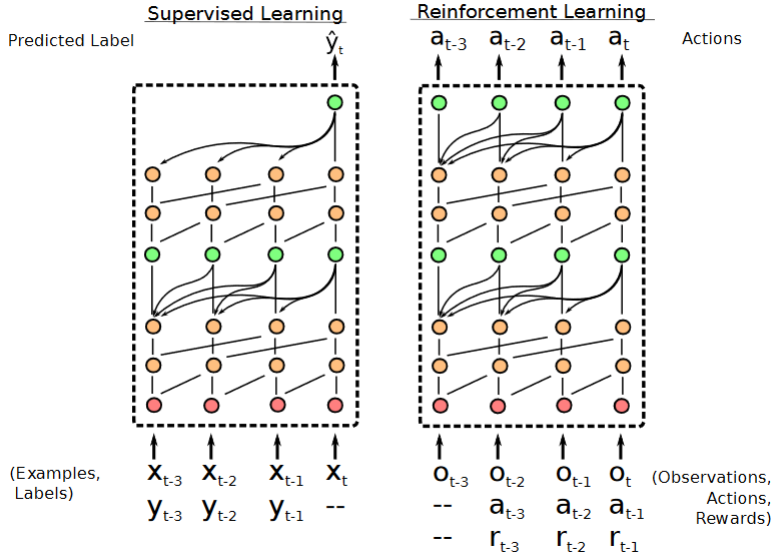 Supervised Learning Reinforcement Learning
Predicted Label ŷt at-3 at-2 at-1 at Actions
(Examples, Labels) xt-3 xt-2 xt-1 xt ot-3 ot-2 ot-1 ot (Observations, Actions, Rewards)
yt-3 yt-2 yt-1 -- -- at-3 at-2 at-1
-- rt-3 rt-2 rt-1